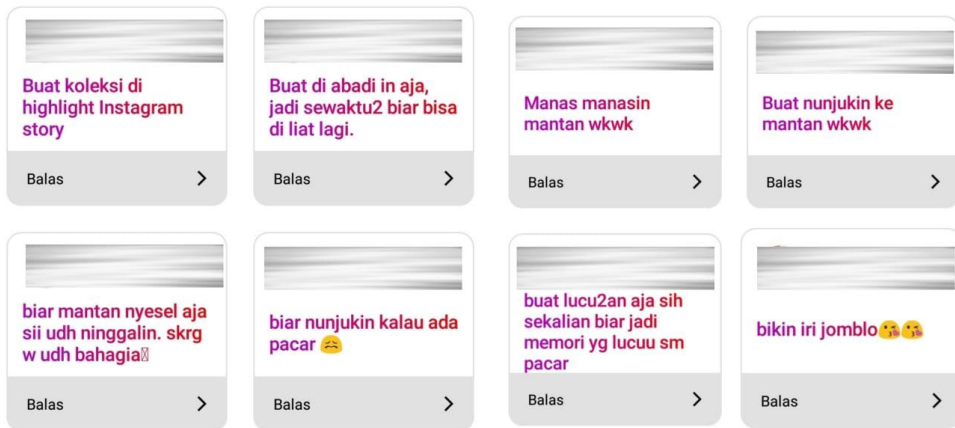 Buat koleksi di
highlight Instagram
story
Balas
Buat di abadi in aja,
jadi sewaktu2 biar bisa
di liat lagi.
Balas
Manas manasin
mantan wkwk
Balas
Buat nunjukin ke
mantan wkwk
Balas
biar mantan nyesel aja
sii udh ninggalin. skrg
w udh bahagia
Balas
biar nunjukin kalau ada
pacar 😩
Balas
buat lucu2an aja sih
sekalian biar jadi
memori yg lucuu sm
pacar
Balas
bikin iri jomblo😘😘
Balas